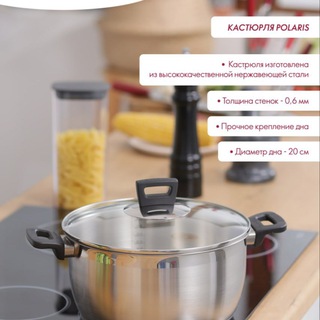 КАСТЮРЛЯ POLARIS
• Кастрюля изготовлена
из высококачественной нержавеющей стали
• Толщина стенок - 0,6 мм
• Прочное крепление дна
• Диаметр дна - 20 см